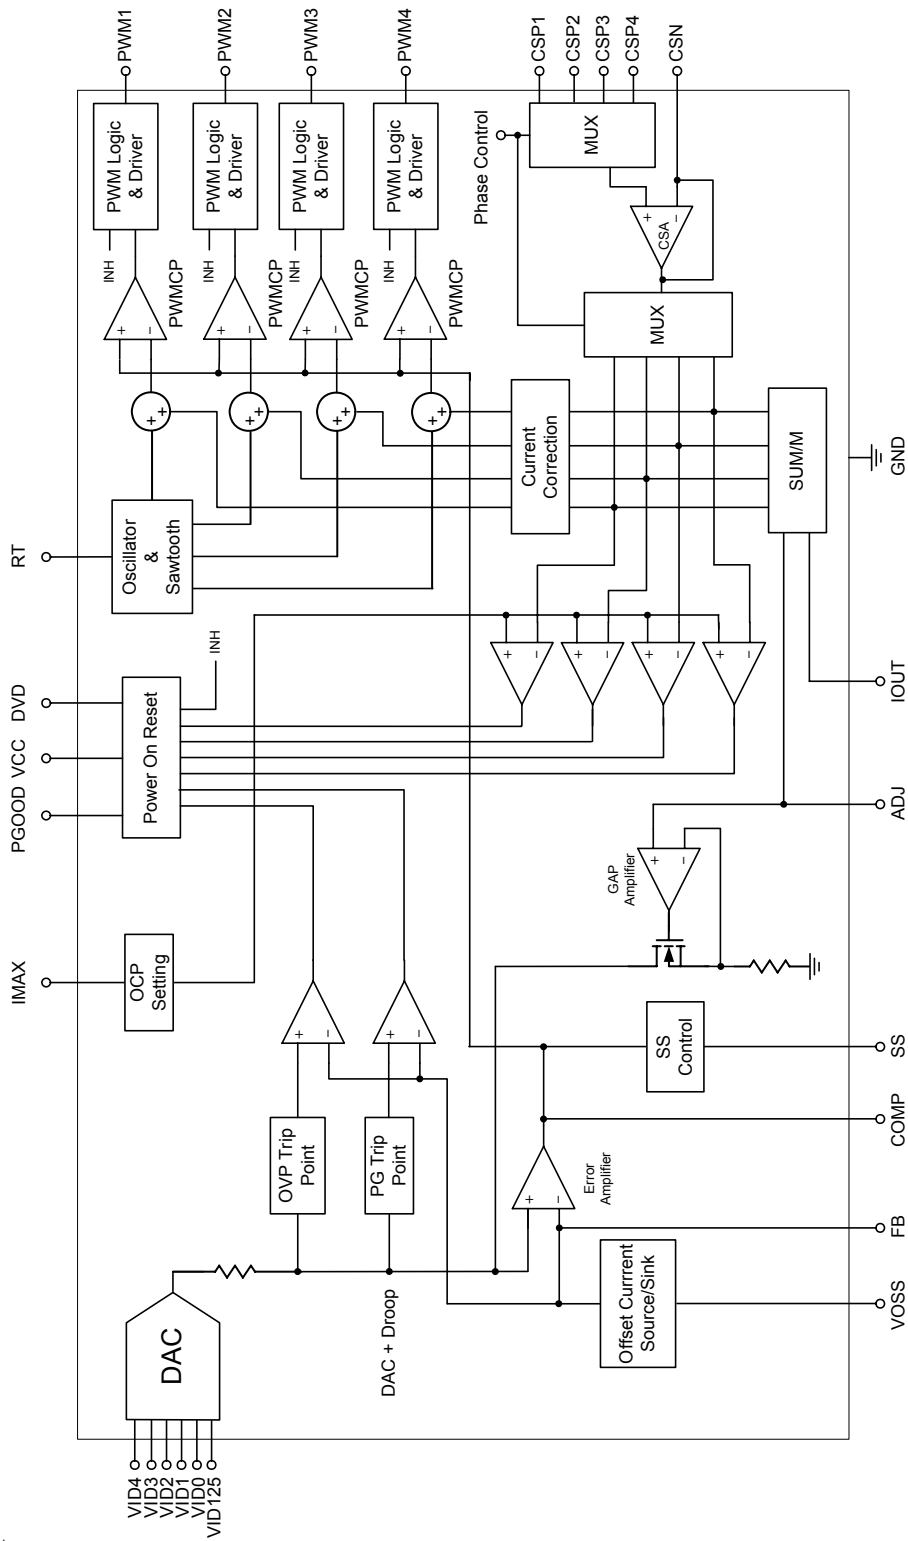 PGOOD
VCC
DVD
RT
IMAX
VID4
VID3
VID2
VID1
VID0
VID125
DAC
OCP
Setting
Power On Reset
INH
Oscillator
&
Sawtooth
PWM Logic
& Driver
PWM1
INH
+
−
PWMCP
PWM Logic
& Driver
PWM2
INH
+
−
PWMCP
PWM Logic
& Driver
PWM3
INH
+
−
PWMCP
PWM Logic
& Driver
PWM4
INH
+
−
PWMCP
+
+
+
+
+
+
+
+
OVP Trip
Point
+
−
PG Trip
Point
+
−
DAC + Droop
Current
Correction
+
−
+
−
+
−
+
−
Phase Control
MUX
CSP1
CSP2
CSP3
CSP4
CSN
+
−
CSA
MUX
SUM/M
Error
Amplifier
+
−
Offset Currrent
Source/Sink
SS
Control
GAP
Amplifier
+
−
VOSS
FB
COMP
SS
ADJ
IOUT
GND